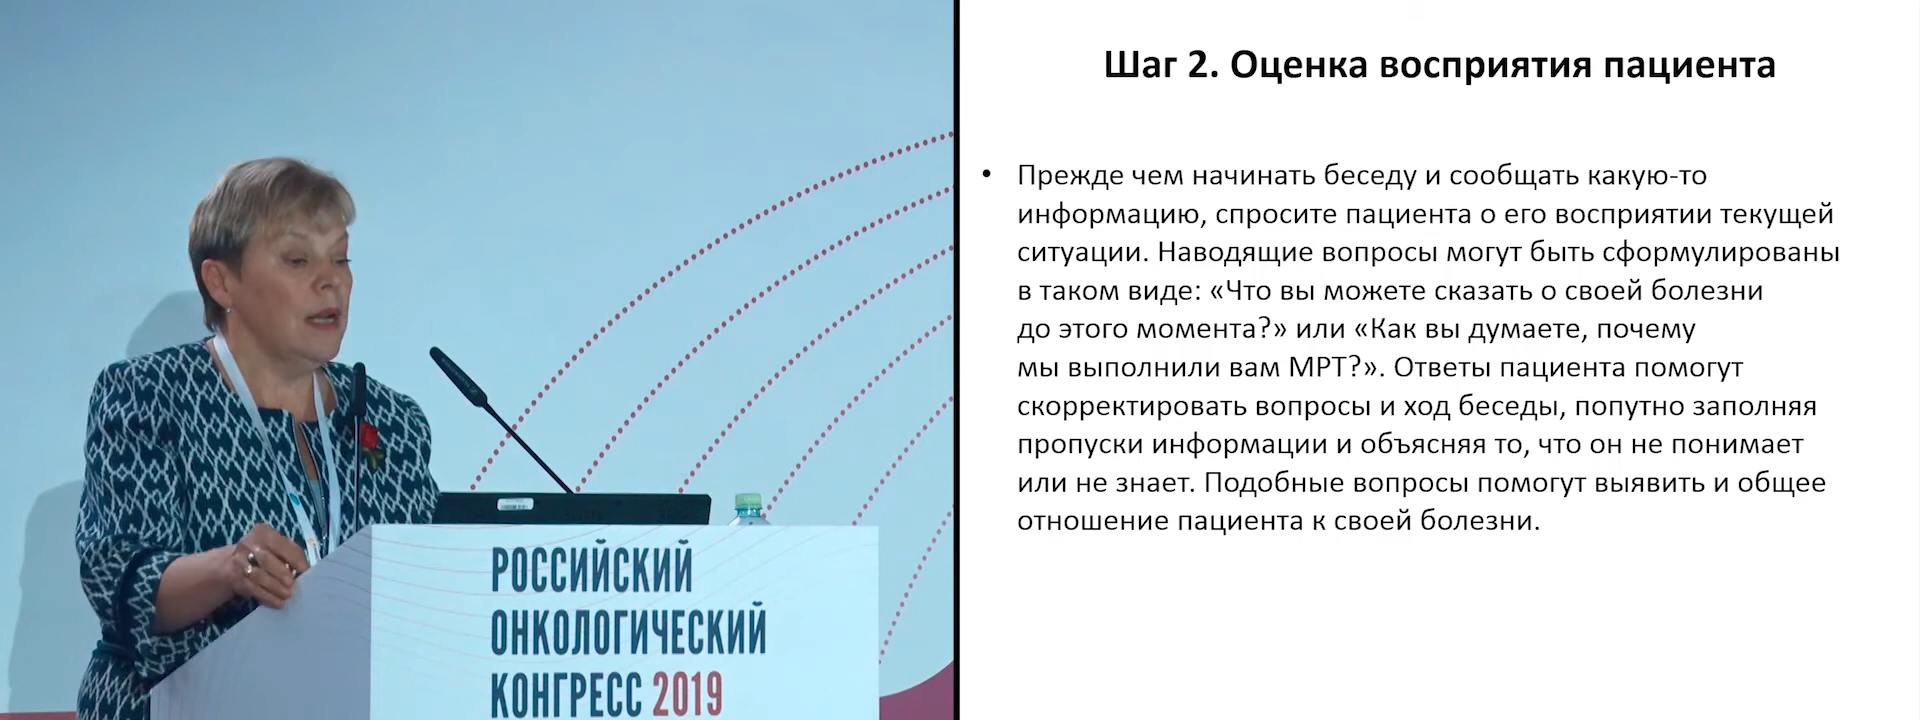 РОССИЙСКИЙ
ОНКОЛОГИЧЕСКИЙ
КОНГРЕСС 2019
Шаг 2. Оценка восприятия пациента
• Прежде чем начинать беседу и сообщать какую-то
информацию, спросите пациента о его восприятии текущей
ситуации. Наводящие вопросы могут быть сформулированы
в таком виде: «Что вы можете сказать о своей болезни
до этого момента?» или «Как вы думаете, почему
мы выполнили вам МРТ?». Ответы пациента помогут
скорректировать вопросы и ход беседы, попутно заполняя
пропуски информации и объясняя то, что он не понимает
или не знает. Подобные вопросы помогут выявить и общее
отношение пациента к своей болезни.